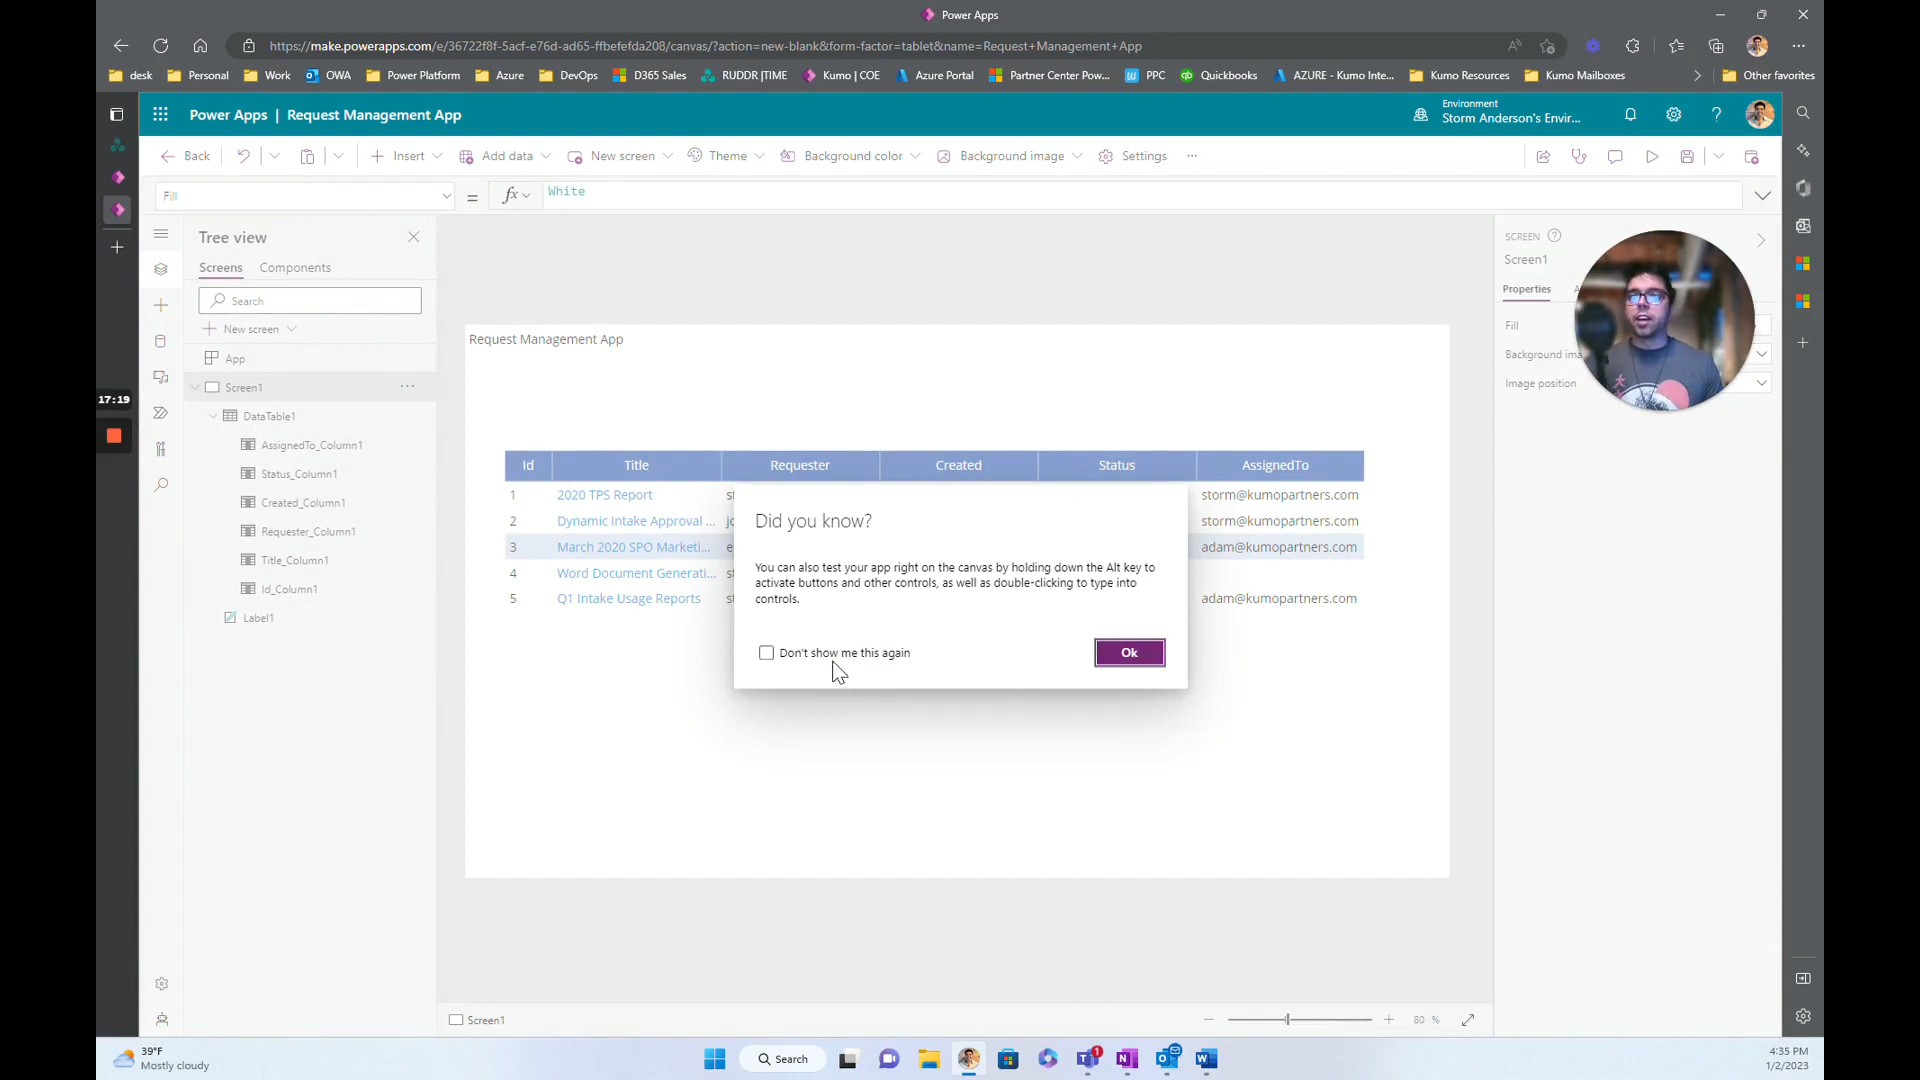 Power Apps
https://make.powerapps.com/e/36722f8f-5acf-e76d-ad65-ffbefefda208/canvas/?action=new-blank&form-factor=tablet&name=Request+Management+App
desk Personal Work OWA Power Platform Azure DevOps D365 Sales RUDDR |TIME Kumo | COE Azure Portal Partner Center Pow... PPC Quickbooks AZURE - Kumo Inte... Kumo Resources Kumo Mailboxes Other favorites
Power Apps | Request Management App
Environment
Storm Anderson's Envir...
Back Insert Add data New screen Theme Background color Background image Settings ...
Fill = fx White
Tree view
Screens Components
Search
New screen
App
Screen1 ...
DataTable1
AssignedTo_Column1
Status_Column1
Created_Column1
Requester_Column1
Title_Column1
Id_Column1
Label1
17:19
Request Management App
Id Title Requester Created Status AssignedTo
1 2020 TPS Report st storm@kumopartners.com
2 Dynamic Intake Approval ... jo storm@kumopartners.com
3 March 2020 SPO Marketi... e adam@kumopartners.com
4 Word Document Generati... st
5 Q1 Intake Usage Reports st adam@kumopartners.com
Did you know?
You can also test your app right on the canvas by holding down the Alt key to
activate buttons and other controls, as well as double-clicking to type into
controls.
Don't show me this again
Ok
SCREEN
Screen1
Properties A
Fill
Background ima
Image position
Screen1
80 %
39°F
Mostly cloudy
Search
1
4:35 PM
1/2/2023